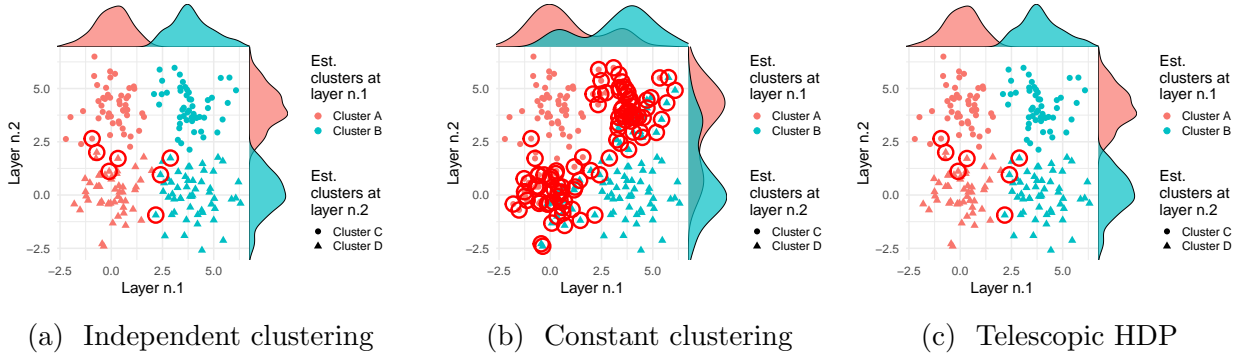 Layer n.2
5.0
2.5
0.0
−2.5
−2.5
0.0
2.5
5.0
Layer n.1
Est.
clusters at
layer n.1
Cluster A
Cluster B
Est.
clusters at
layer n.2
Cluster C
Cluster D
(a) Independent clustering
Layer n.2
5.0
2.5
0.0
−2.5
−2.5
0.0
2.5
5.0
Layer n.1
Est.
clusters at
layer n.1
Cluster A
Cluster B
Est.
clusters at
layer n.2
Cluster C
Cluster D
(b) Constant clustering
Layer n.2
5.0
2.5
0.0
−2.5
−2.5
0.0
2.5
5.0
Layer n.1
Est.
clusters at
layer n.1
Cluster A
Cluster B
Est.
clusters at
layer n.2
Cluster C
Cluster D
(c) Telescopic HDP